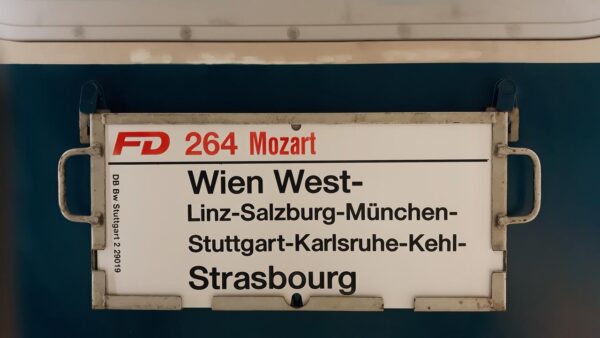 FD 264 Mozart
Wien West-
Linz-Salzburg-München-
Stuttgart-Karlsruhe-Kehl-
Strasbourg
DB Bw Stuttgart 2 29019